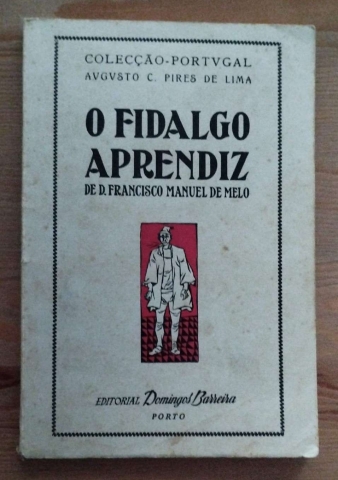 COLECÇÃO-PORTVGAL
AVGVSTO C. PIRES DE LIMA
O FIDALGO
APRENDIZ
DE D. FRANCISCO MANUEL DE MELO
EDITORIAL Domingos Barreira
PORTO